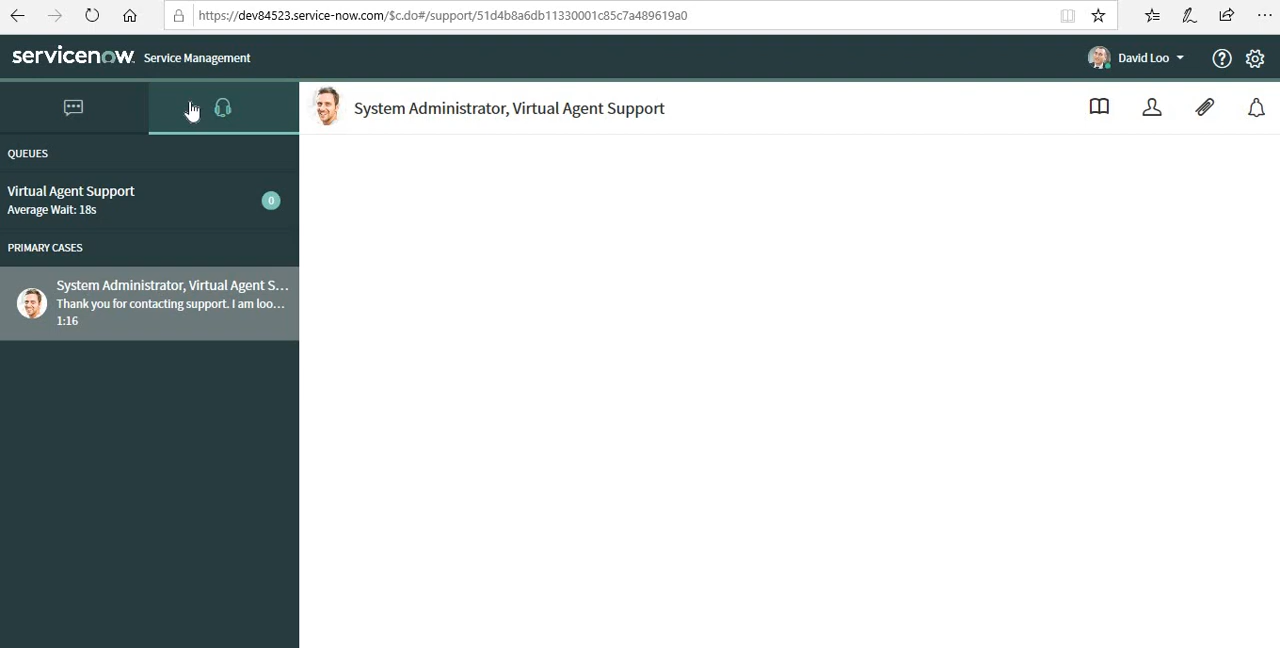 https://dev84523.service-now.com/$c.do#/support/51d4b8a6db11330001c85c7a489619a0
servicenow. Service Management
David Loo
System Administrator, Virtual Agent Support
QUEUES
Virtual Agent Support
Average Wait: 18s
0
PRIMARY CASES
System Administrator, Virtual Agent S...
Thank you for contacting support. I am loo...
1:16